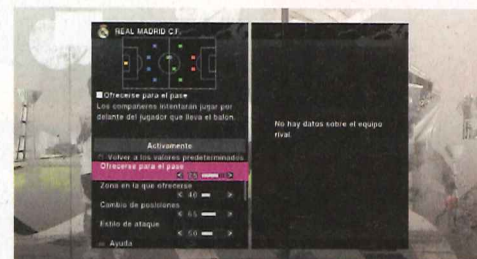 REAL MADRID C.F.
Ofrecerse para el pase
Los compañeros intentarán jugar por
delante del jugador que lleva el balón.
Activamente
Volver a los valores predeterminados
Ofrecerse para el pase
Zona en la que ofrecerse
40
Cambio de posiciones
65
Estilo de ataque
50
Ayuda
No hay datos sobre el equipo
rival.